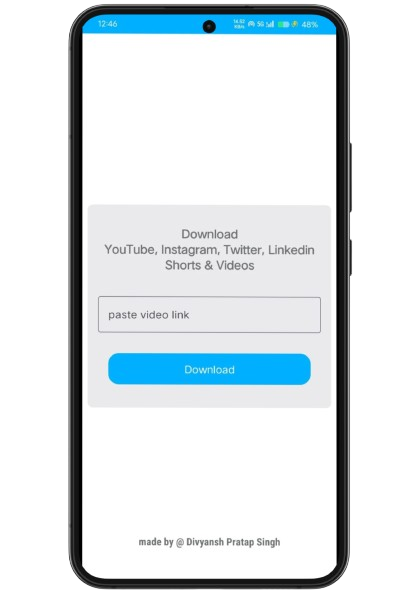 12:46
5G 48%
Download
YouTube, Instagram, Twitter, Linkedin
Shorts & Videos
paste video link
Download
made by @ Divyansh Pratap Singh